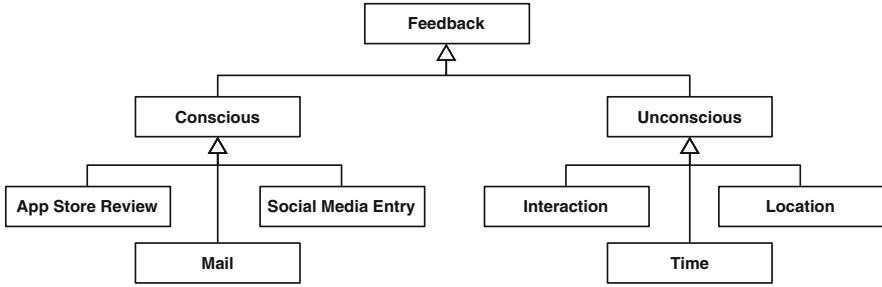 Feedback
Conscious
Unconscious
App Store Review
Social Media Entry
Interaction
Location
Mail
Time